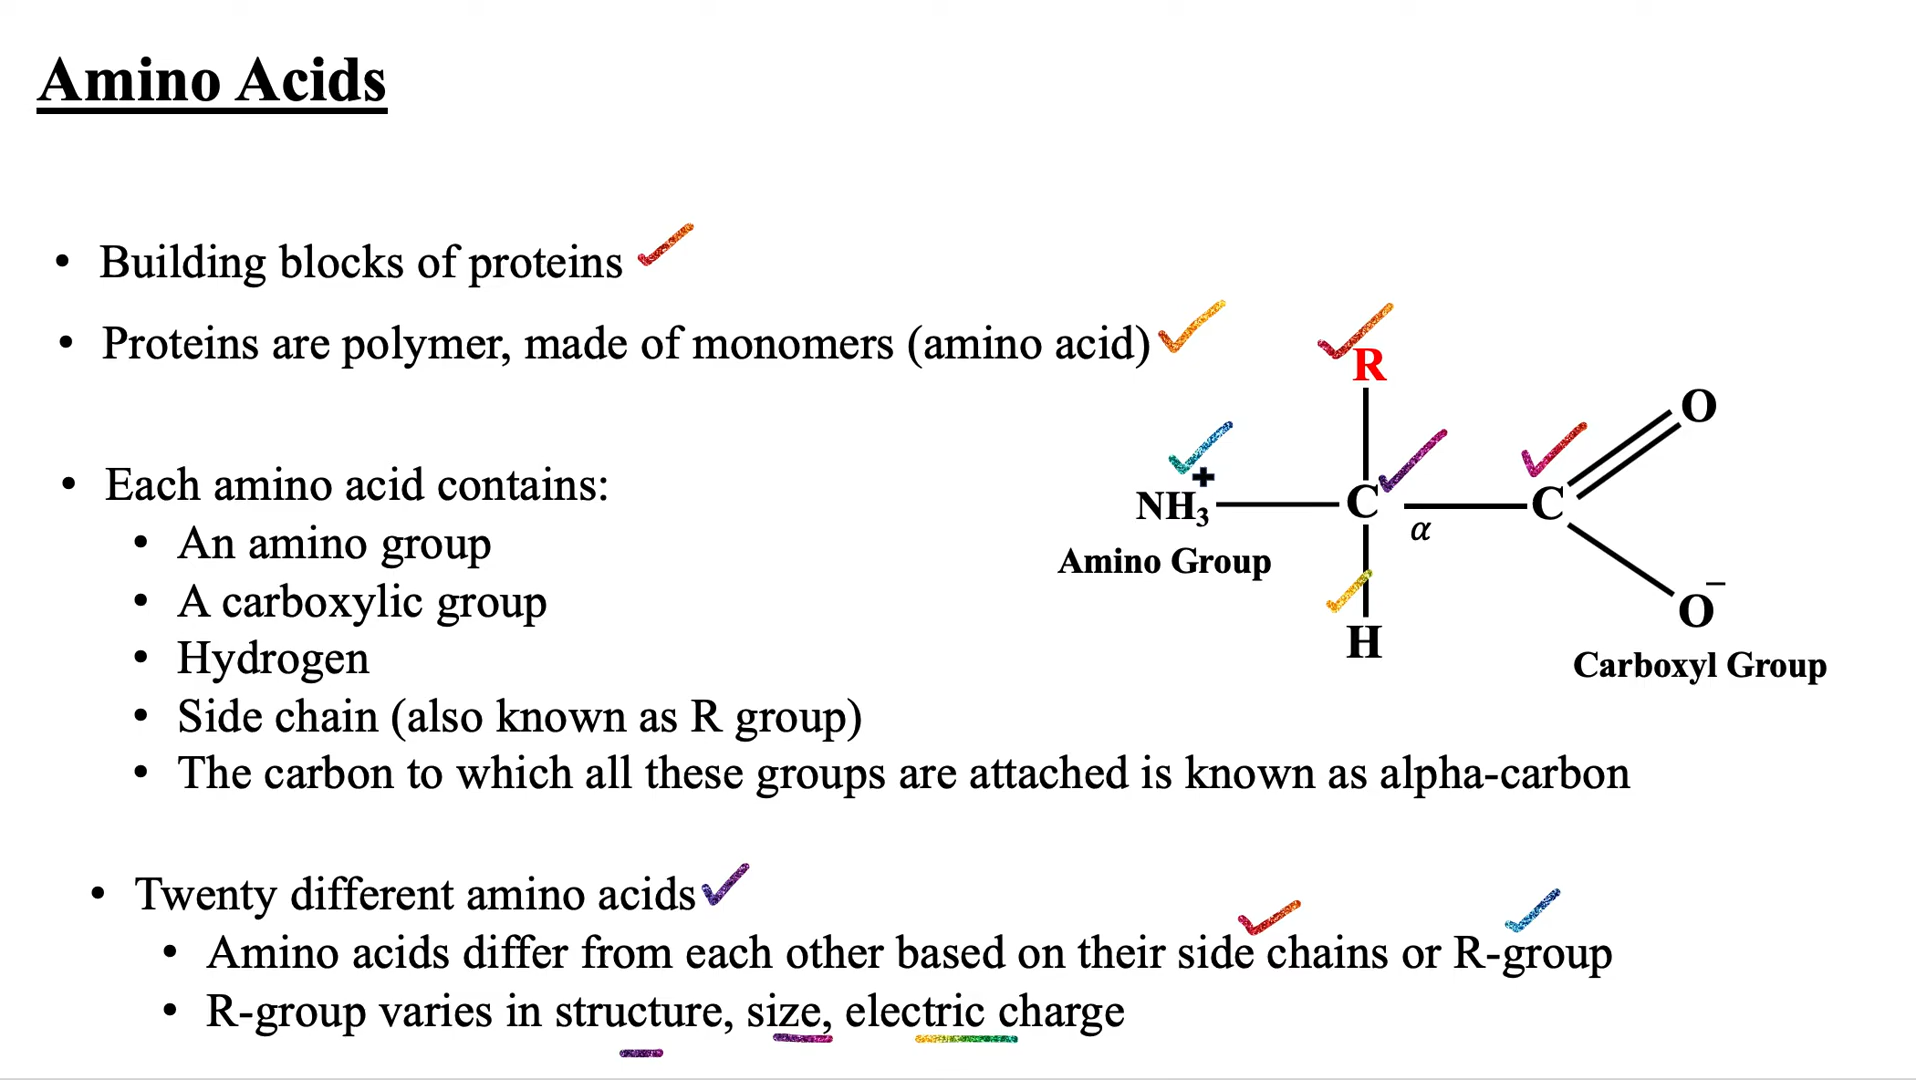 Amino Acids
• Building blocks of proteins
• Proteins are polymer, made of monomers (amino acid)
• Each amino acid contains:
• An amino group
• A carboxylic group
• Hydrogen
• Side chain (also known as R group)
• The carbon to which all these groups are attached is known as alpha-carbon
• Twenty different amino acids
• Amino acids differ from each other based on their side chains or R-group
• R-group varies in structure, size, electric charge
R
O
NH₃⁺ C α C
Amino Group
O⁻
H
Carboxyl Group